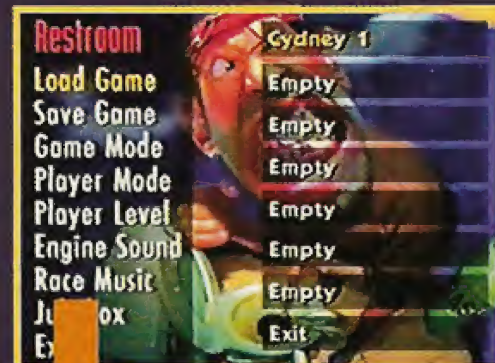 Restroom
Load Game
Save Game
Game Mode
Player Mode
Player Level
Engine Sound
Race Music
Cydney 1
Empty
Empty
Empty
Empty
Empty
Empty
Exit